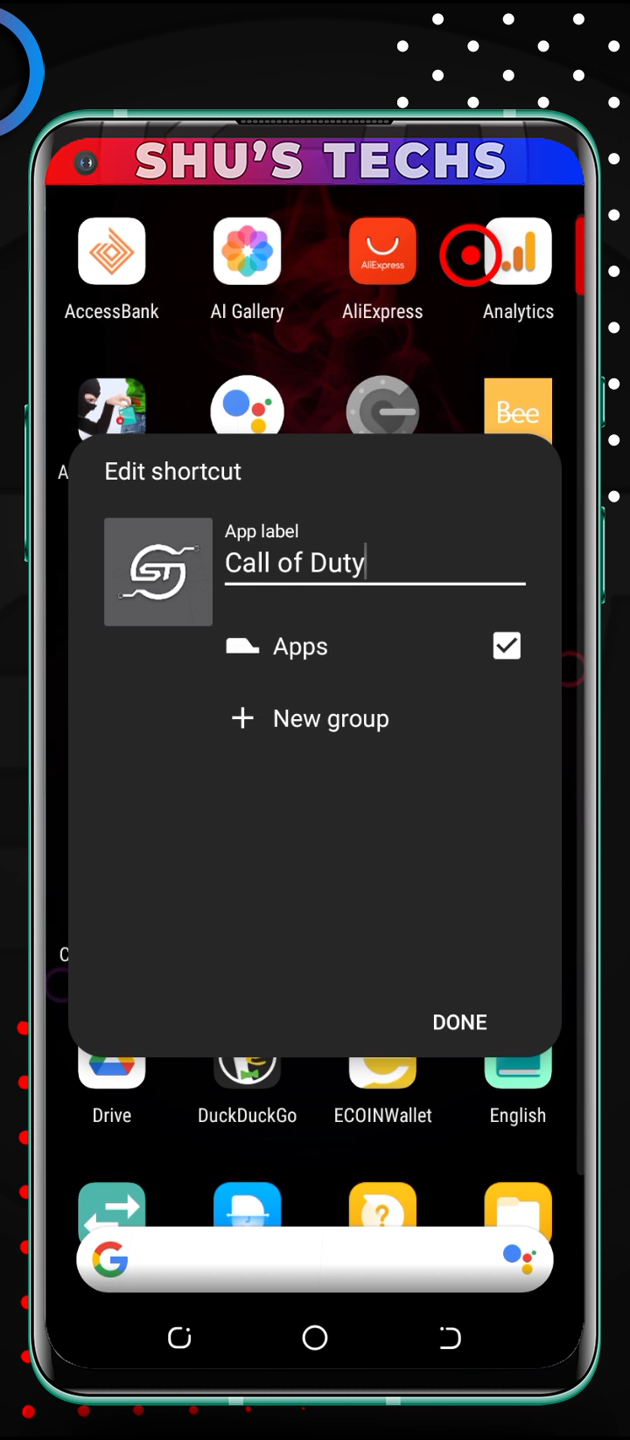 SHU'S TECHS
AliExpress
AccessBank
AI Gallery
AliExpress
Analytics
Bee
A
Edit shortcut
ST
App label
Call of Duty
Apps
New group
C
DONE
Drive
DuckDuckGo
ECOINWallet
English
?
G